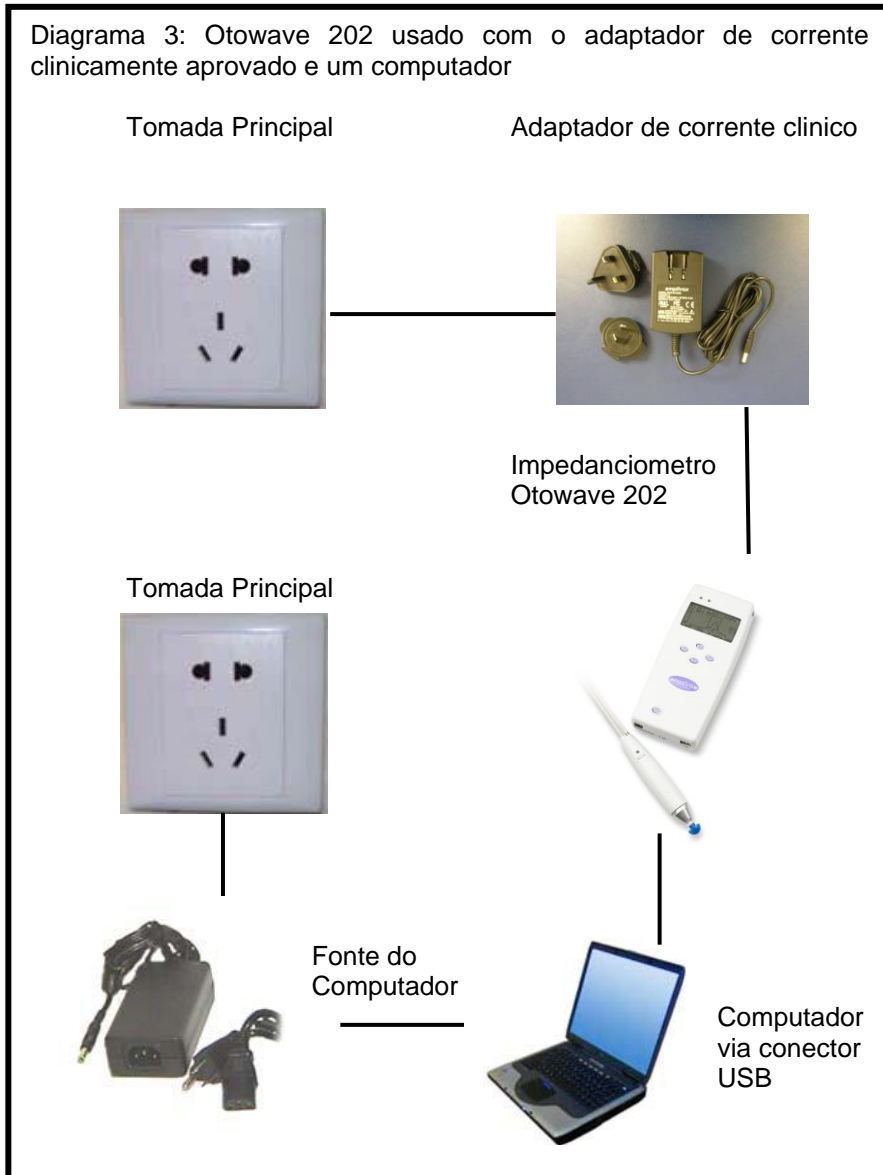 Diagrama 3: Otowave 202 usado com o adaptador de corrente
clinicamente aprovado e um computador
Tomada Principal
Adaptador de corrente clinico
Impedanciometro
Otowave 202
Tomada Principal
Fonte do
Computador
Computador
via conector
USB